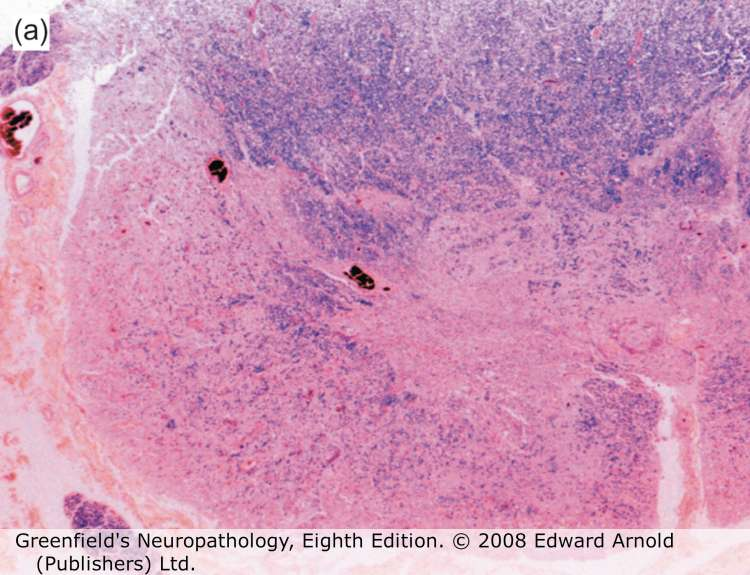 (a)
Greenfield's Neuropathology, Eighth Edition. © 2008 Edward Arnold
(Publishers) Ltd.